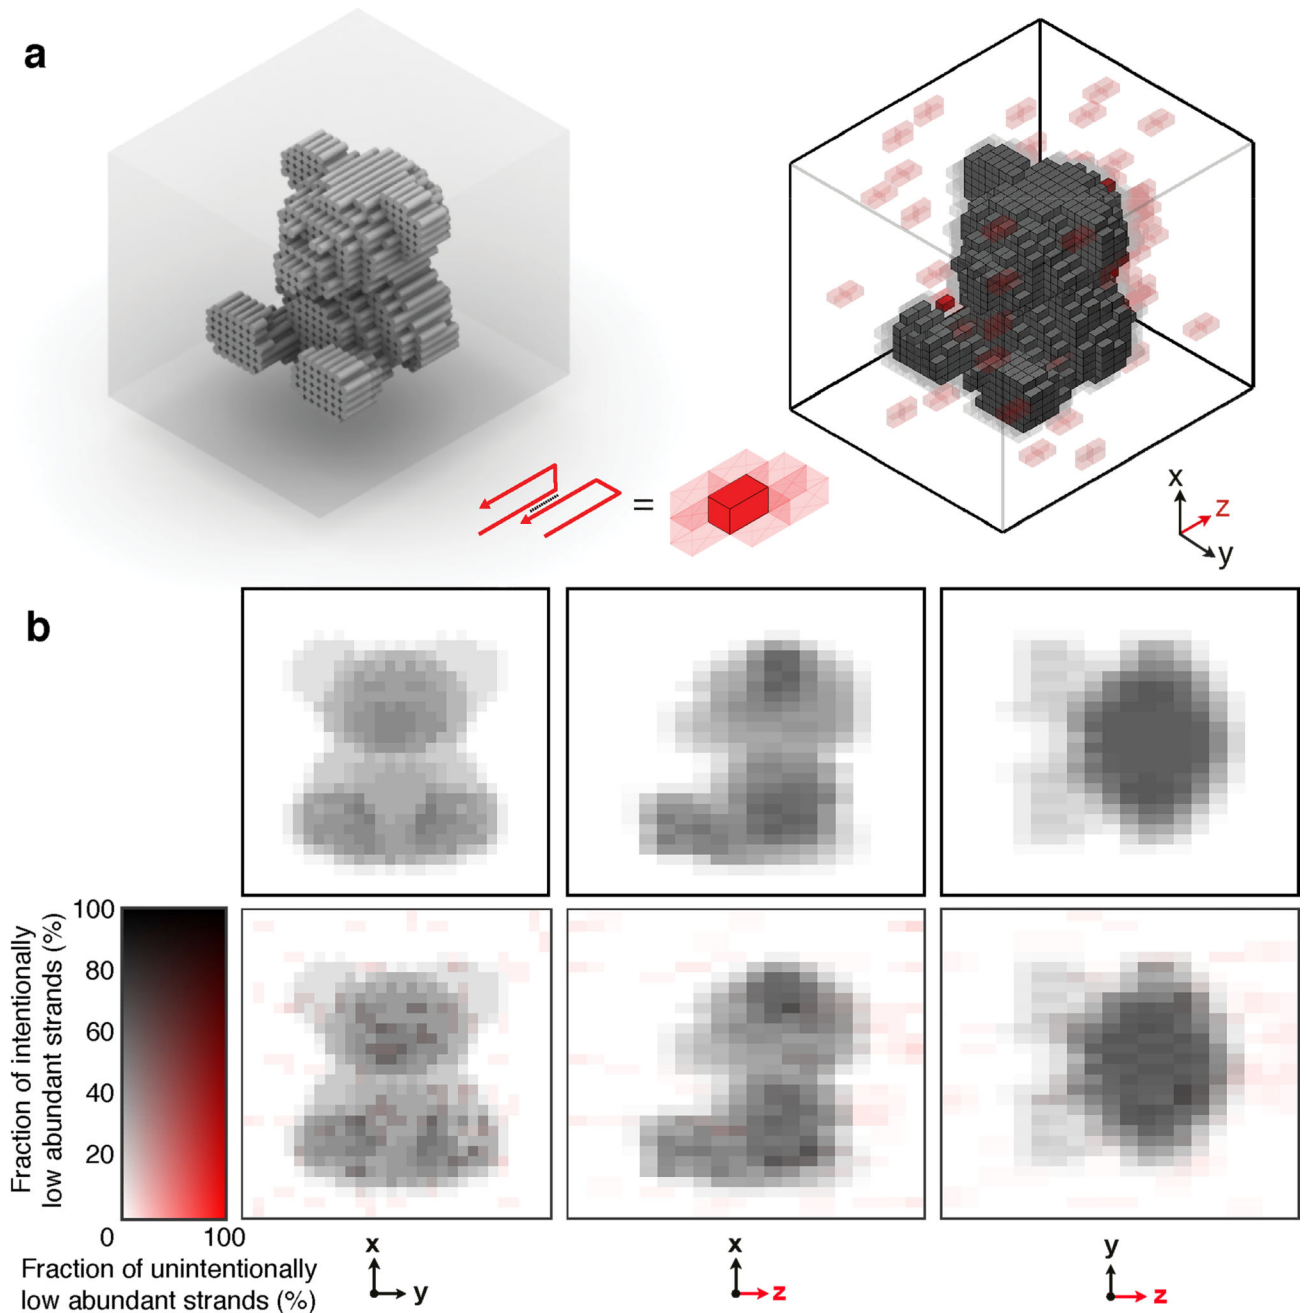 a
=
x
z
y
b
100
80
60
40
20
0
100
Fraction of intentionally
low abundant strands (%)
Fraction of unintentionally
low abundant strands (%)
x
y
x
z
y
z